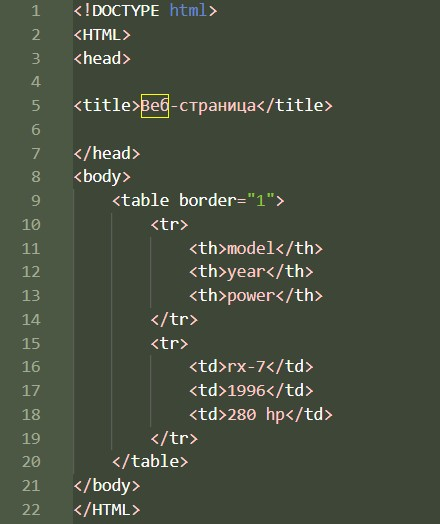 1 <!DOCTYPE html>
2 <HTML>
3 <head>
4
5 <title>Веб-страница</title>
6
7 </head>
8 <body>
9 <table border="1">
10 <tr>
11 <th>model</th>
12 <th>year</th>
13 <th>power</th>
14 </tr>
15 <tr>
16 <td>rx-7</td>
17 <td>1996</td>
18 <td>280 hp</td>
19 </tr>
20 </table>
21 </body>
22 </HTML>